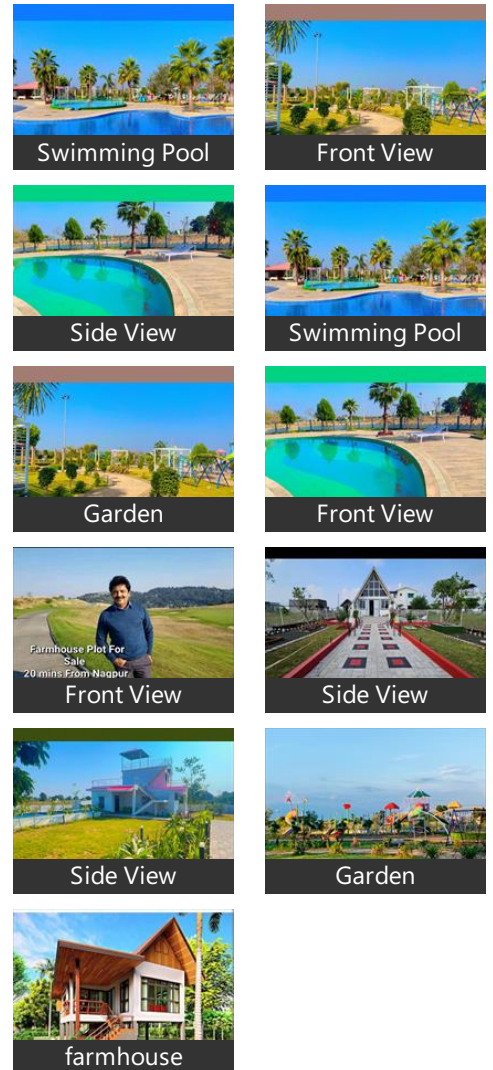 Swimming Pool
Front View
Side View
Swimming Pool
Garden
Front View
Farmhouse Plot For
Sale
20 mins From Nagpur
Front View
Side View
Side View
Garden
farmhouse